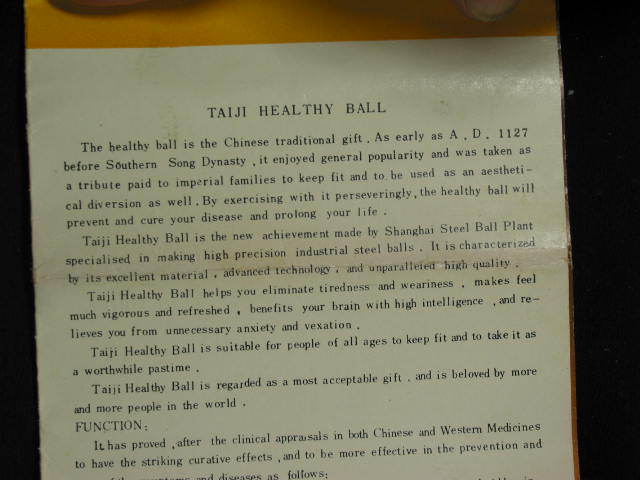 TAIJI HEALTHY BALL
The healthy ball is the Chinese traditional gift . As early as A . D . 1127
before Southern Song Dynasty , it enjoyed general popularity and was taken as
a tribute paid to imperial families to keep fit and to be used as an aestheti-
cal diversion as well . By exercising with it perseveringly, the healthy ball will
prevent and cure your disease and prolong your life .
Taiji Healthy Ball is the new achievement made by Shanghai Steel Ball Plant
specialised in making high precision industrial steel balls . It is characterized
by its excellent material , advanced technology , and unparalleled high quality .
Taiji Healthy Ball helps you eliminate tiredness and weariness , makes feel
much vigorous and refreshed , benefits your brain with high intelligence , and re-
lieves you from unnecessary anxiety and vexation .
Taiji Healthy Ball is suitable for people of all ages to keep fit and to take it as
a worthwhile pastime .
Taiji Healthy Ball is regarded as a most acceptable gift . and is beloved by more
and more people in the world .
FUNCTION:
It has proved , after the clinical appraisals in both Chinese and Western Medicines
to have the striking curative effects , and to be more effective in the prevention and
symptoms and diseases as follows: